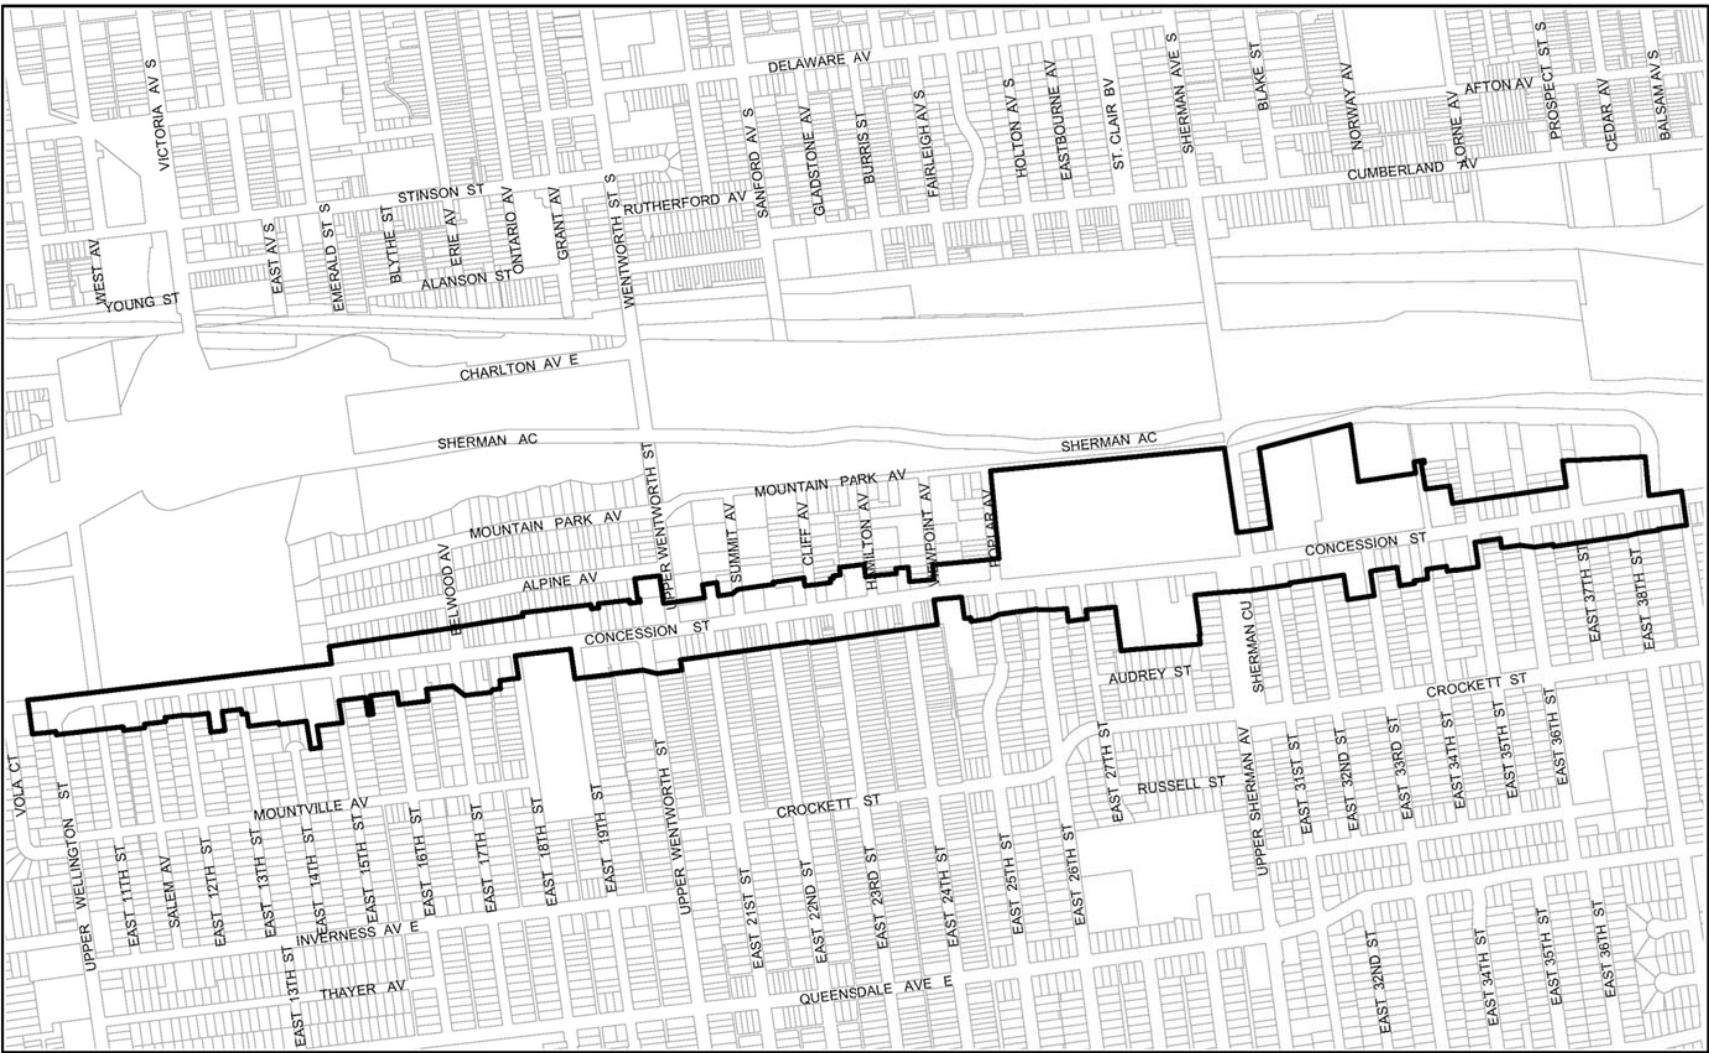 DELAWARE AV
VICTORIA AV S
SANFORD AV S
GLADSTONE AV
BURRIS ST
FAIRLEIGH AV S
HOLTON AV S
EASTBOURNE AV
ST. CLAIR BV
SHERMAN AVE S
BLAKE ST
NORWAY AV
LORNE AV
AFTON AV
PROSPECT ST S
CEDAR AV
BALSAM AV S
CUMBERLAND AV
STINSON ST
RUTHERFORD AV
WEST AV
EAST AV S
EMERALD ST S
BLYTHE ST
ERIE AV
ONTARIO AV
GRANT AV
WENTWORTH ST S
ALANSON ST
YOUNG ST
CHARLTON AV E
SHERMAN AC
SHERMAN AC
MOUNTAIN PARK AV
MOUNTAIN PARK AV
UPPER WENTWORTH ST
SUMMIT AV
CLIFF AV
HAMILTON AV
VIEWPOINT AV
POPLAR AV
BELWOOD AV
ALPINE AV
CONCESSION ST
CONCESSION ST
EAST 37TH ST
EAST 38TH ST
SHERMAN CU
AUDREY ST
CROCKETT ST
VOLA CT
UPPER WELLINGTON ST
MOUNTVILLE AV
CROCKETT ST
RUSSELL ST
EAST 11TH ST
SALEM AV
EAST 12TH ST
EAST 13TH ST
EAST 14TH ST
EAST 15TH ST
EAST 16TH ST
EAST 17TH ST
EAST 18TH ST
EAST 19TH ST
UPPER WENTWORTH ST
EAST 21ST ST
EAST 22ND ST
EAST 23RD ST
EAST 24TH ST
EAST 25TH ST
EAST 26TH ST
EAST 27TH ST
UPPER SHERMAN AV
EAST 31ST ST
EAST 32ND ST
EAST 33RD ST
EAST 34TH ST
EAST 35TH ST
EAST 36TH ST
INVERNESS AV E
EAST 13TH ST
THAYER AV
QUEENSDALE AVE E
EAST 32ND ST
EAST 34TH ST
EAST 35TH ST
EAST 36TH ST